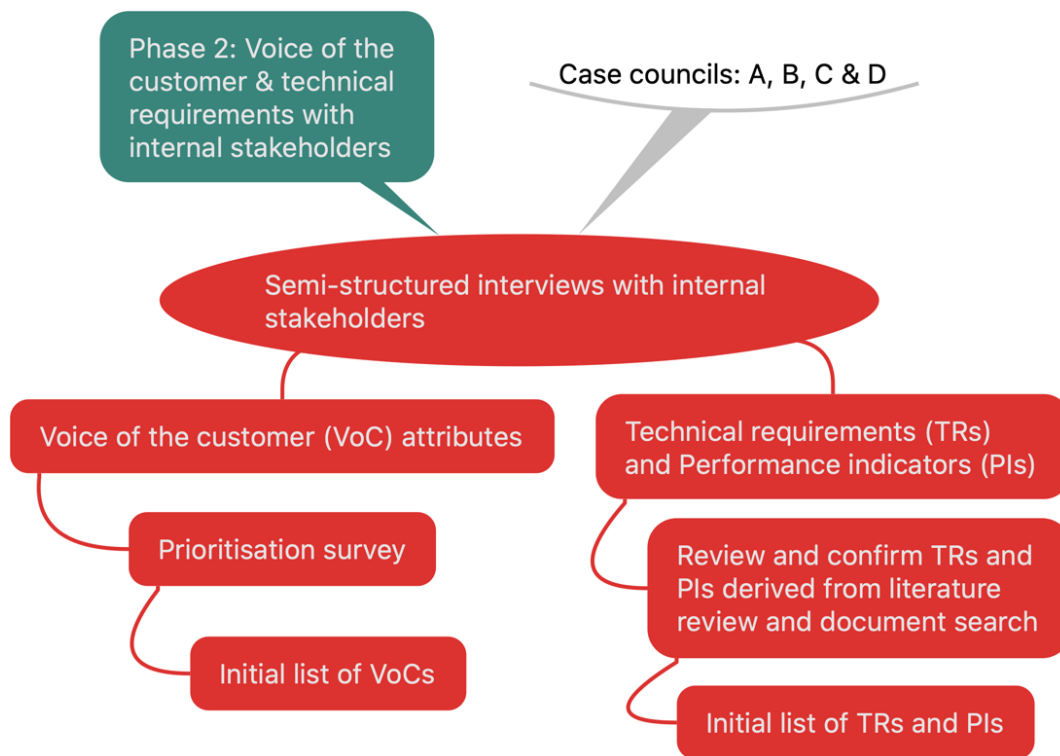 Phase 2: Voice of the
customer & technical
requirements with
internal stakeholders
Case councils: A, B, C & D
Semi-structured interviews with internal
stakeholders
Voice of the customer (VoC) attributes
Prioritisation survey
Initial list of VoCs
Technical requirements (TRs)
and Performance indicators (PIs)
Review and confirm TRs and
PIs derived from literature
review and document search
Initial list of TRs and PIs